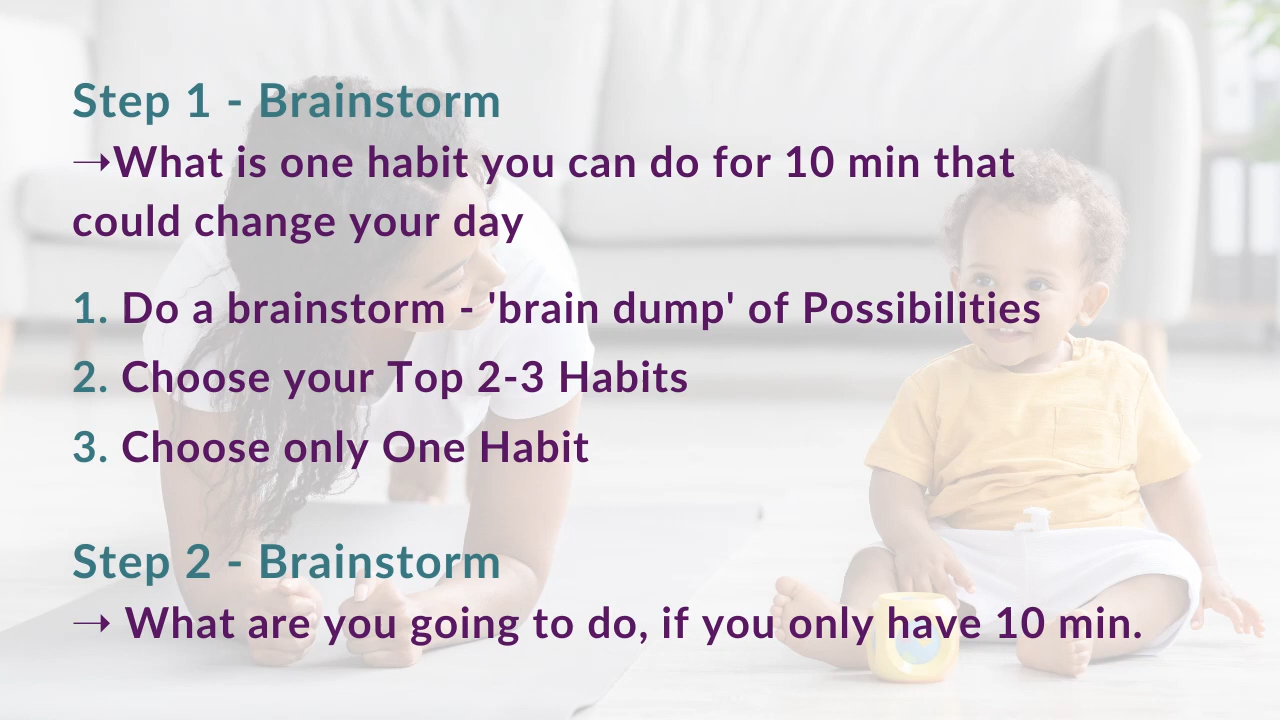 Step 1 - Brainstorm
→What is one habit you can do for 10 min that
could change your day
1. Do a brainstorm - 'brain dump' of Possibilities
2. Choose your Top 2-3 Habits
3. Choose only One Habit
Step 2 - Brainstorm
→ What are you going to do, if you only have 10 min.